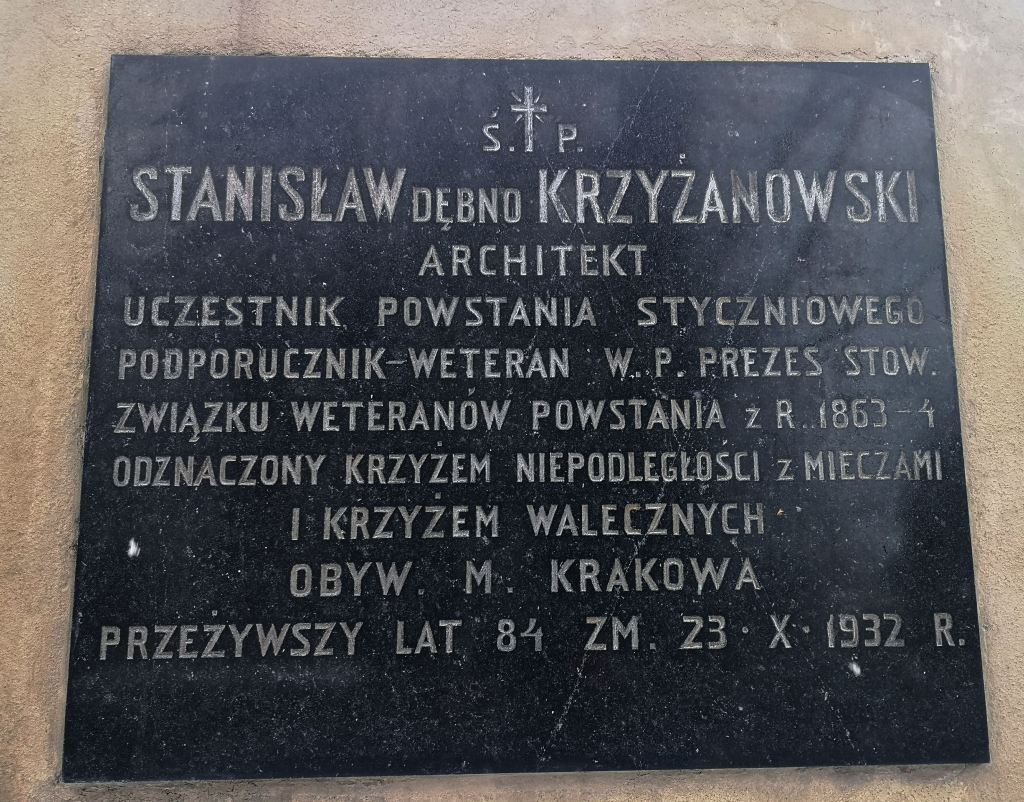 Ś. P.
STANISŁAW DĘBNO KRZYŻANOWSKI
ARCHITEKT
UCZESTNIK POWSTANIA STYCZNIOWEGO
PODPORUCZNIK-WETERAN W. P. PREZES STOW.
ZWIĄZKU WETERANÓW POWSTANIA Z R. 1863-4
ODZNACZONY KRZYŻEM NIEPODLEGŁOŚCI Z MIECZAMI
I KRZYŻEM WALECZNYCH
OBYW. M. KRAKOWA
PRZEŻYWSZY LAT 84 ZM. 23 · X · 1932 R.